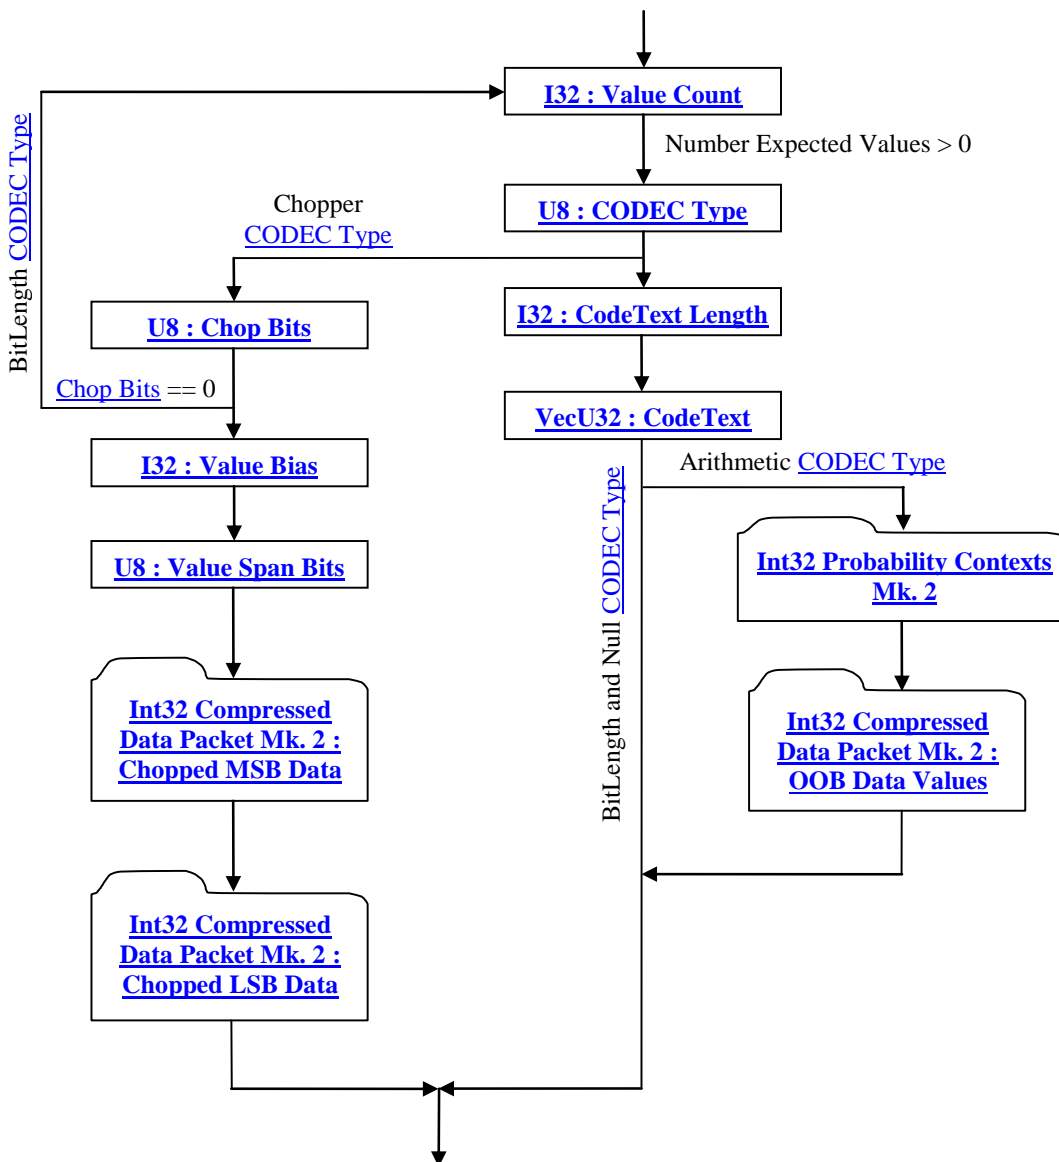 I32 : Value Count
Number Expected Values > 0
U8 : CODEC Type
Chopper
CODEC Type
BitLength CODEC Type
U8 : Chop Bits
I32 : CodeText Length
Chop Bits == 0
VecU32 : CodeText
I32 : Value Bias
Arithmetic CODEC Type
U8 : Value Span Bits
BitLength and Null CODEC Type
Int32 Probability Contexts
Mk. 2
Int32 Compressed
Data Packet Mk. 2 :
Chopped MSB Data
Int32 Compressed
Data Packet Mk. 2 :
OOB Data Values
Int32 Compressed
Data Packet Mk. 2 :
Chopped LSB Data